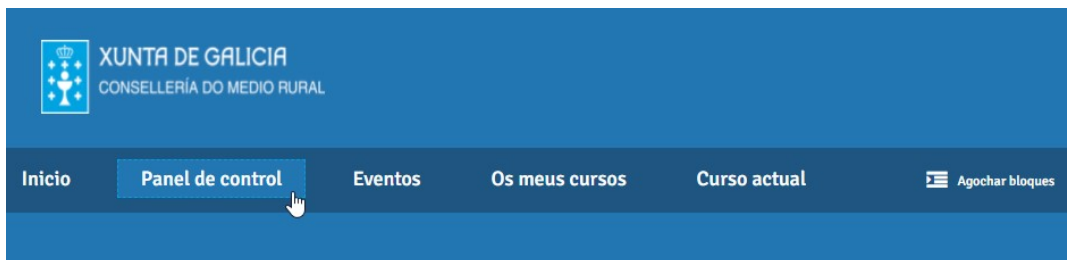 XUNTA DE GALICIA
CONSELLERÍA DO MEDIO RURAL
Inicio Panel de control Eventos Os meus cursos Curso actual Agochar bloques